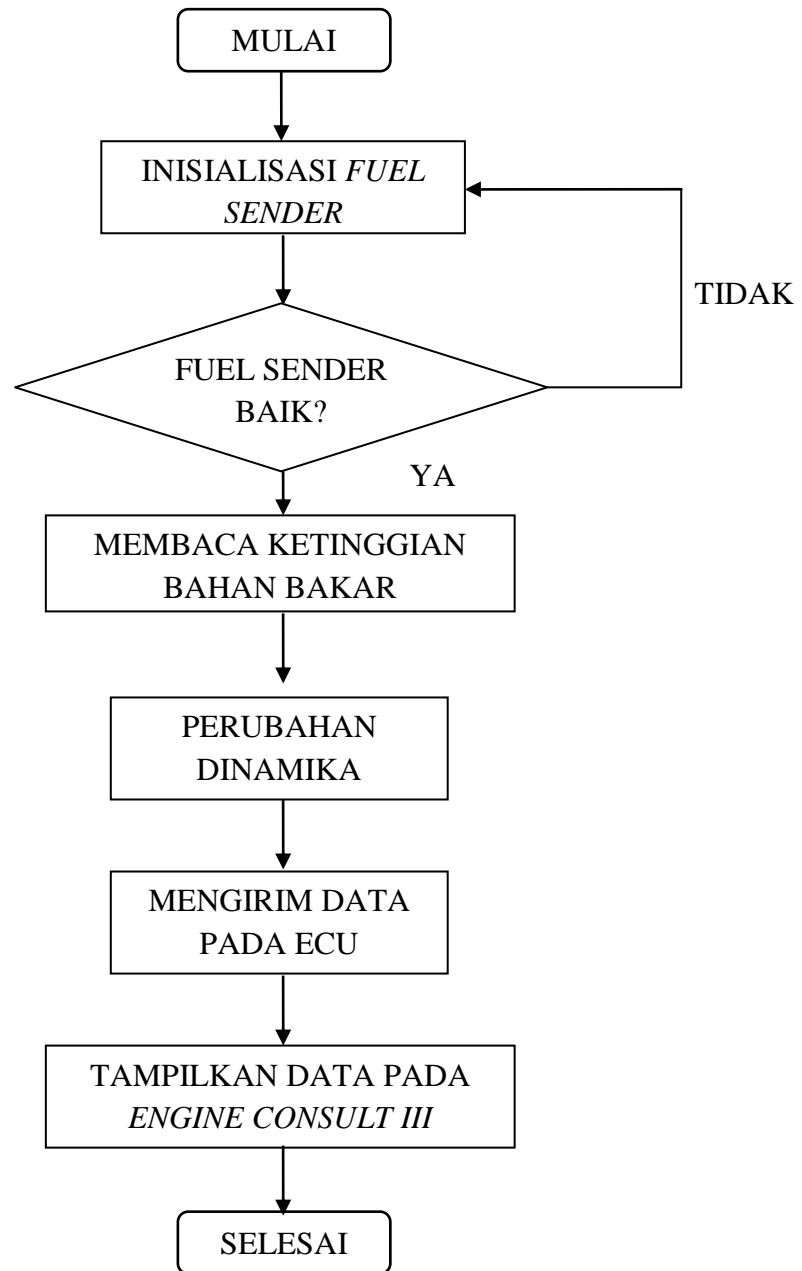 MULAI
INISIALISASI FUEL
SENDER
TIDAK
FUEL SENDER
BAIK?
YA
MEMBACA KETINGGIAN
BAHAN BAKAR
PERUBAHAN
DINAMIKA
MENGIRIM DATA
PADA ECU
TAMPILKAN DATA PADA
ENGINE CONSULT III
SELESAI